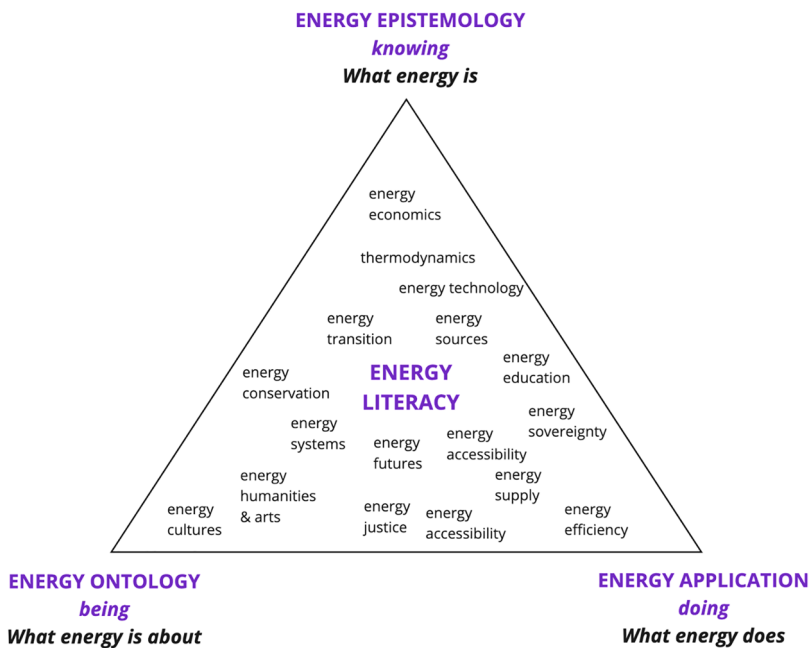 ENERGY EPISTEMOLOGY
knowing
What energy is
energy
economics
thermodynamics
energy technology
energy
transition
energy
sources
energy
education
energy
conservation
ENERGY
LITERACY
energy
sovereignty
energy
systems
energy
futures
energy
accessibility
energy
supply
energy
humanities
& arts
energy
cultures
energy
justice
energy
accessibility
energy
efficiency
ENERGY ONTOLOGY
being
What energy is about
ENERGY APPLICATION
doing
What energy does